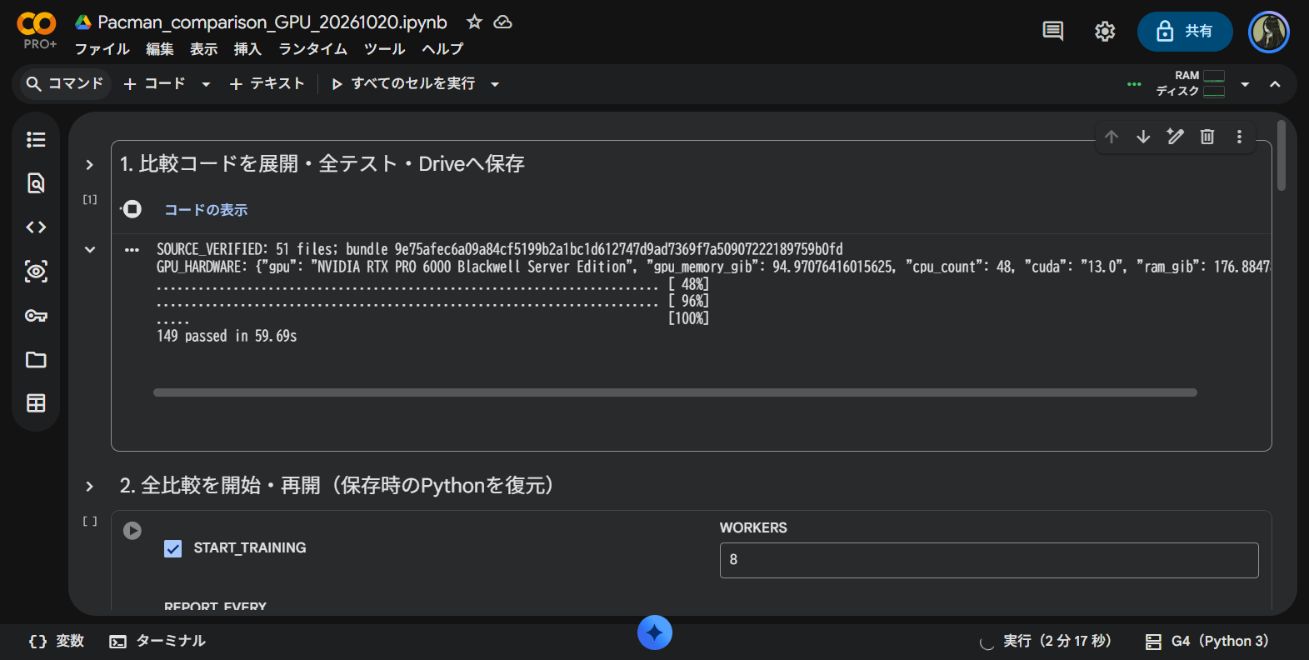 CO Pacman_comparison_GPU_20261020.ipynb
PRO+ ファイル 編集 表示 挿入 ランタイム ツール ヘルプ 共有
コマンド + コード + テキスト すべてのセルを実行 RAM
ディスク
1. 比較コードを展開・全テスト・Driveへ保存
[1]
コードの表示
SOURCE_VERIFIED: 51 files; bundle 9e75afec6a09a84cf5199b2a1bc1d612747d9ad7369f7a50907222189759b0fd
GPU_HARDWARE: {"gpu": "NVIDIA RTX PRO 6000 Blackwell Server Edition", "gpu_memory_gib": 94.97076416015625, "cpu_count": 48, "cuda": "13.0", "ram_gib": 176.8847
........................................................................ [ 48%]
........................................................................ [ 96%]
..... [100%]
149 passed in 59.69s
2. 全比較を開始・再開（保存時のPythonを復元）
[ ]
START_TRAINING
WORKERS
8
REPORT_EVERY
{} 変数 ターミナル 実行（2 分 17 秒） G4（Python 3）